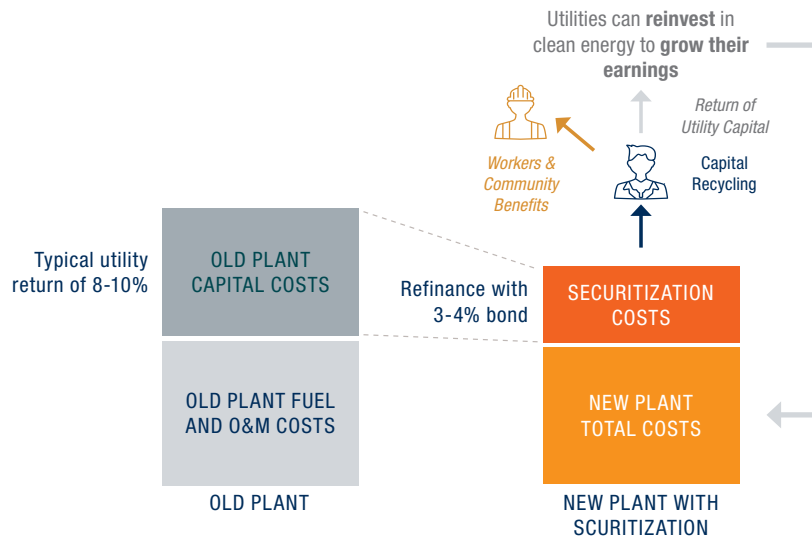 Utilities can reinvest in
clean energy to grow their
earnings
Return of
Utility Capital
Workers &
Community
Benefits
Capital
Recycling
Typical utility
return of 8-10%
OLD PLANT
CAPITAL COSTS
Refinance with
3-4% bond
SECURITIZATION
COSTS
OLD PLANT FUEL
AND O&M COSTS
NEW PLANT
TOTAL COSTS
OLD PLANT
NEW PLANT WITH
SCURITIZATION